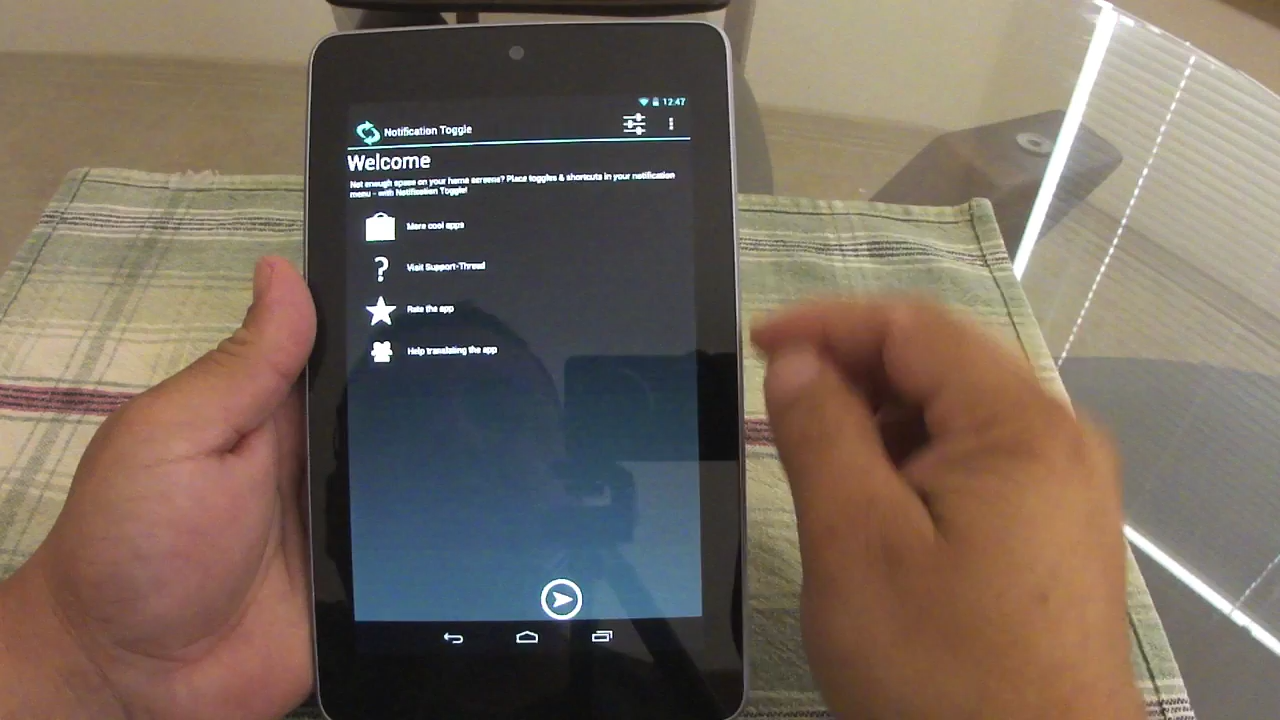 12:47
Notification Toggle
Welcome
Not enough space on your home screens? Place toggles & shortcuts in your notification
menu - with Notification Toggle!
More cool apps
?
Visit Support-Thread
Rate the app
Help translating the app